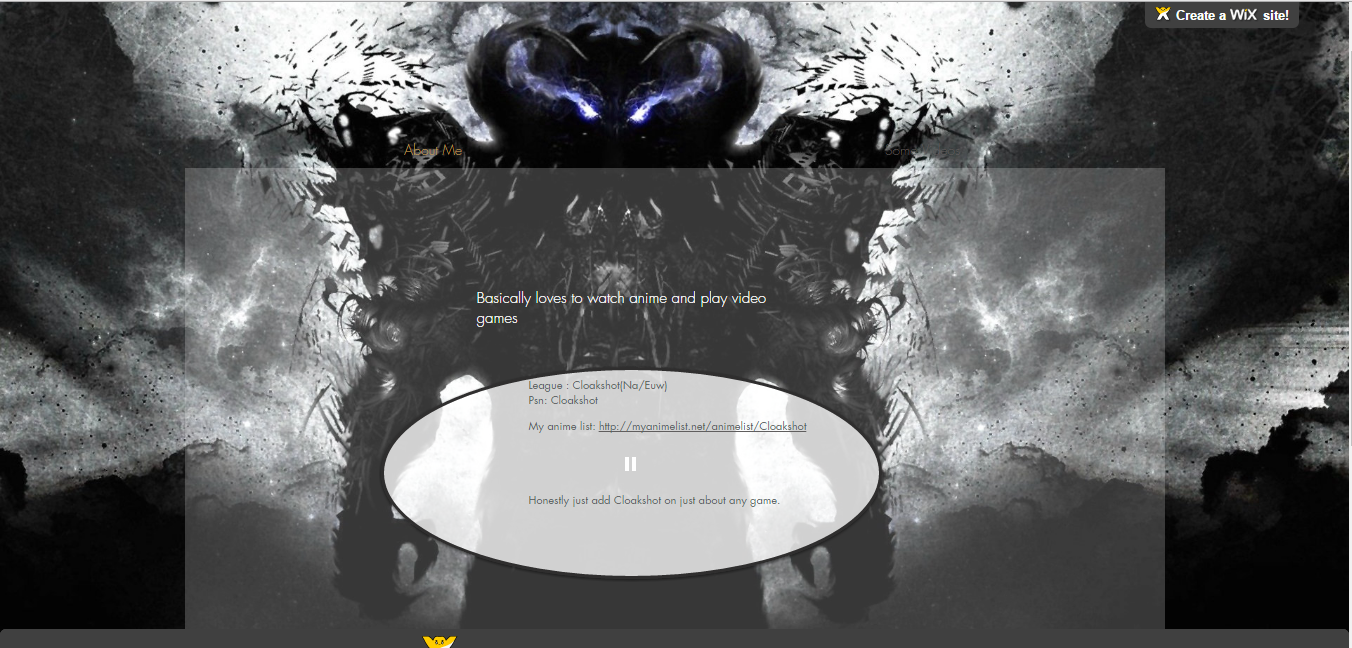 Create a WiX site!
About Me
Basically loves to watch anime and play video
games
League : Cloakshot(Na/Euw)
Psn: Cloakshot
My anime list: http://myanimelist.net/animelist/Cloakshot
Honestly just add Cloakshot on just about any game.